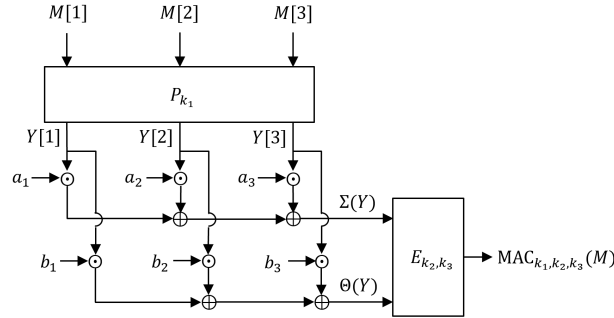 M[1] M[2] M[3]
P_{k_1}
Y[1] Y[2] Y[3]
a_1 a_2 a_3 Σ(Y)
E_{k_2,k_3} MAC_{k_1,k_2,k_3}(M)
b_1 b_2 b_3 Θ(Y)